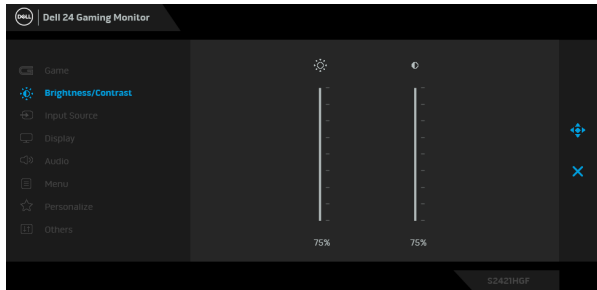 DELL Dell 24 Gaming Monitor
Game
Brightness/Contrast
Input Source
Display
Audio
Menu
Personalize
Others
75% 75%
S2421HGF